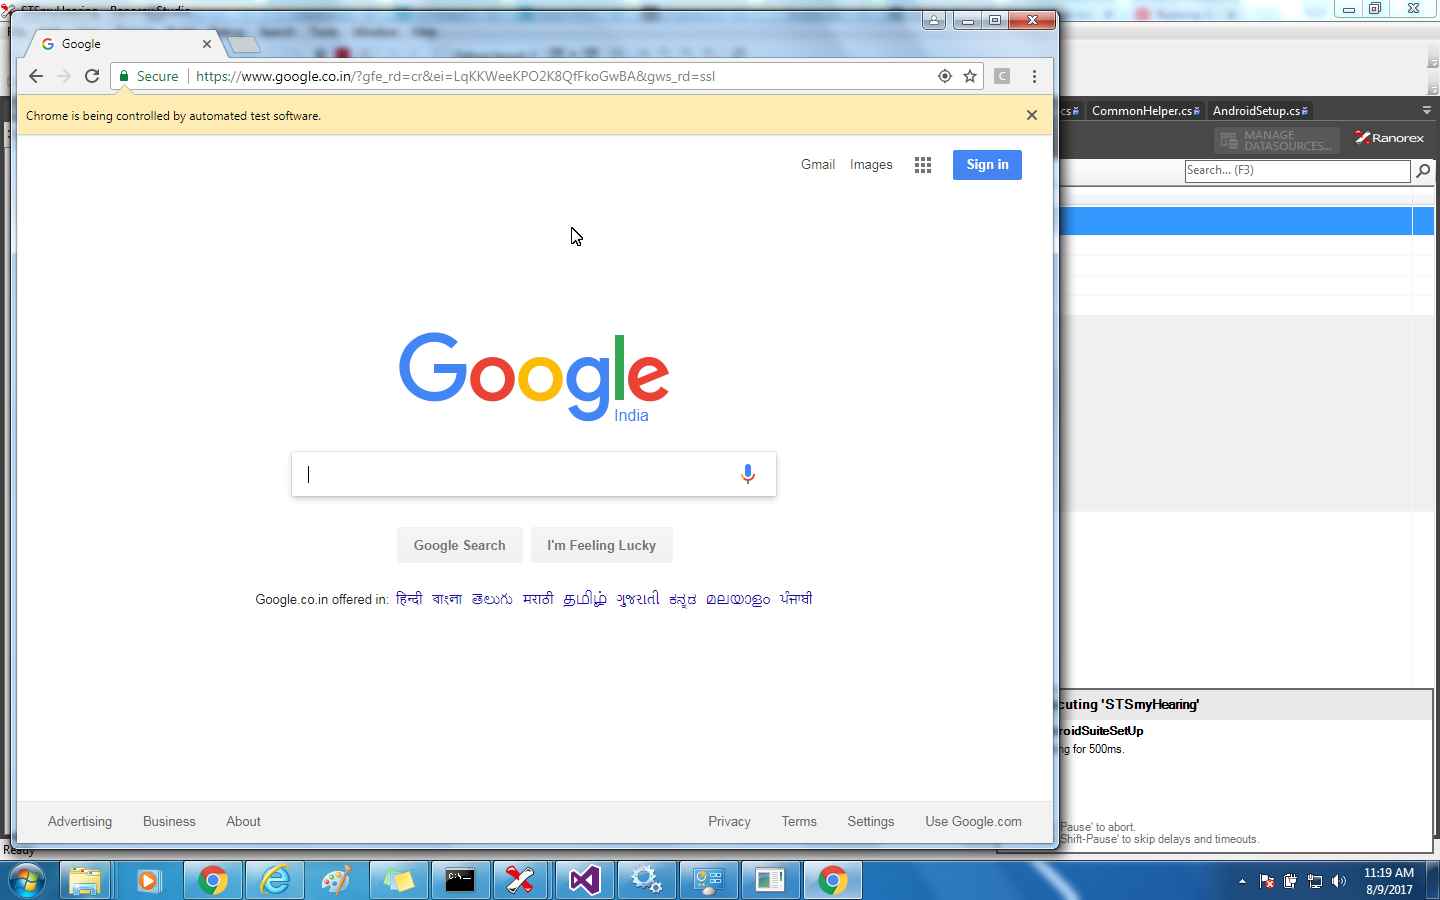 Google
Secure https://www.google.co.in/?gfe_rd=cr&ei=LqKKWeeKPO2K8QfFkoGwBA&gws_rd=ssl
C
Chrome is being controlled by automated test software.
Gmail Images Sign in
Google
India
Google Search I'm Feeling Lucky
Google.co.in offered in: हिन्दी বাংলা తెలుగు मराठी தமிழ் ગુજરાતી ಕನ್ನಡ മലയാളം ਪੰਜਾਬੀ
Advertising Business About Privacy Terms Settings Use Google.com
cs CommonHelper.cs AndroidSetup.cs
MANAGE
DATASOURCES...
Ranorex
Search... (F3)
cuting 'STSmyHearing'
roidSuiteSetUp
ng for 500ms.
Pause' to abort.
Shift-Pause' to skip delays and timeouts.
Ready
11:19 AM
8/9/2017